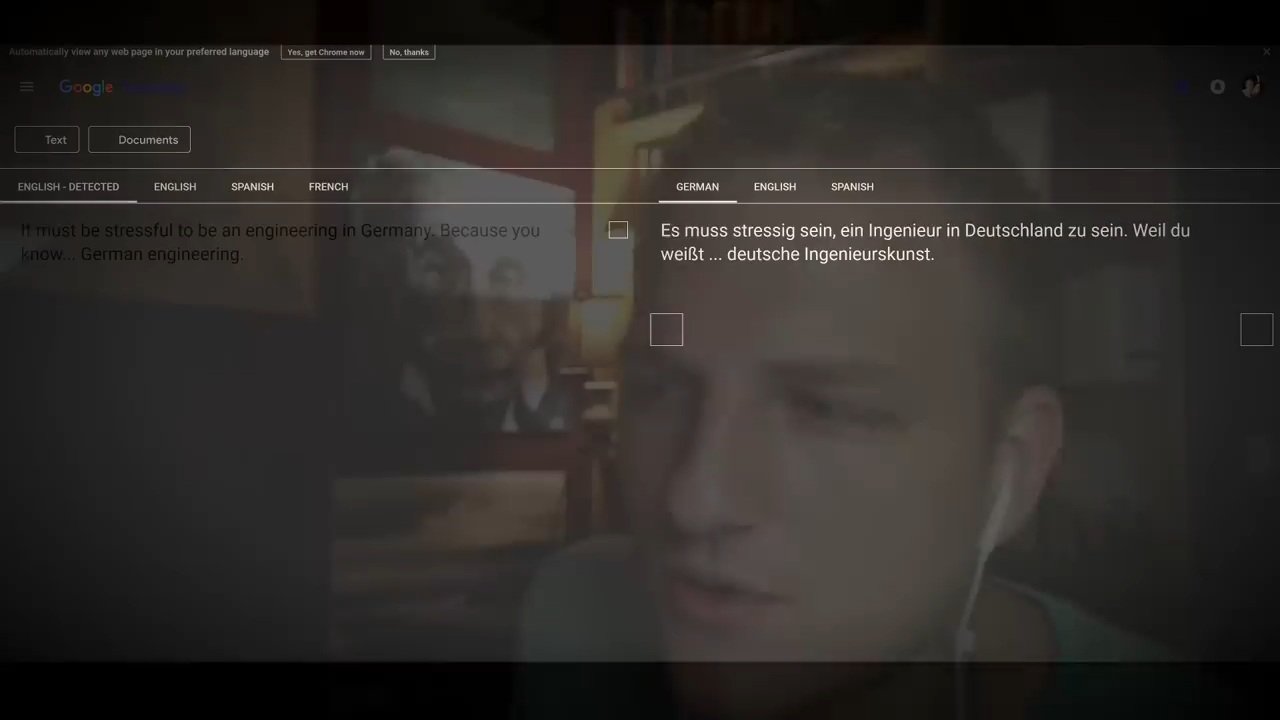 Automatically view any web page in your preferred language Yes, get Chrome now No, thanks
Google
Text Documents
ENGLISH - DETECTED ENGLISH SPANISH FRENCH
GERMAN ENGLISH SPANISH
It must be stressful to be an engineering in Germany. Because you
know... German engineering.
Es muss stressig sein, ein Ingenieur in Deutschland zu sein. Weil du
weißt ... deutsche Ingenieurskunst.